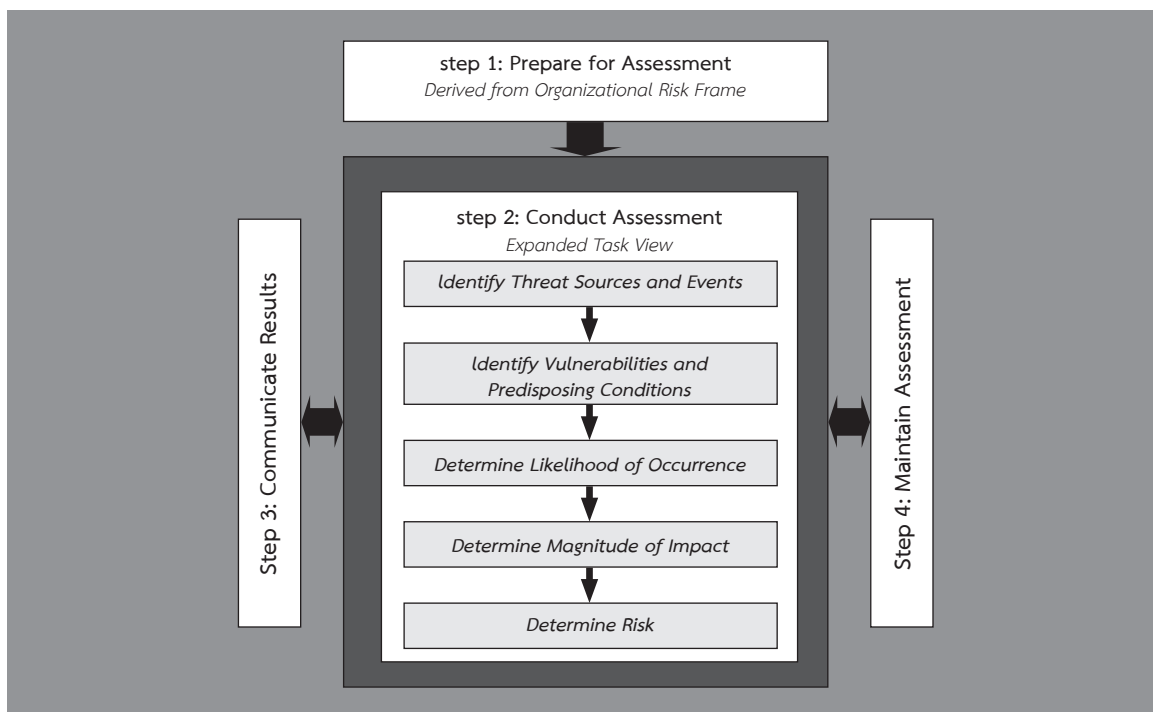 step 1: Prepare for Assessment
Derived from Organizational Risk Frame
step 2: Conduct Assessment
Expanded Task View
Identify Threat Sources and Events
Identify Vulnerabilities and
Predisposing Conditions
Determine Likelihood of Occurrence
Determine Magnitude of Impact
Determine Risk
Step 3: Communicate Results
Step 4: Maintain Assessment